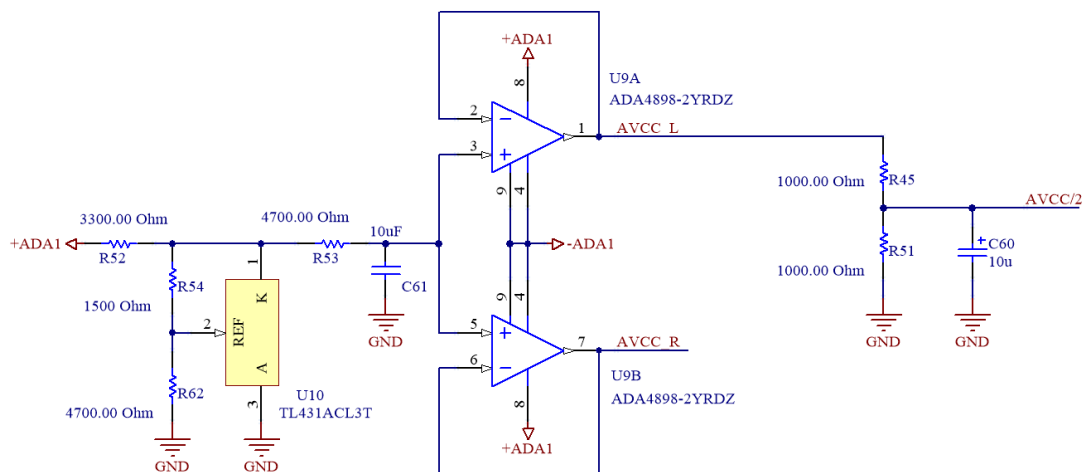 +ADA1
8
U9A
ADA4898-2YRDZ
2
1
AVCC_L
3
9
4
1000.00 Ohm
R45
AVCC/2
3300.00 Ohm
4700.00 Ohm
10uF
+ADA1
-ADA1
R52
R53
1
K
C61
R51
+
C60
10u
R54
1500 Ohm
2
REF
GND
1000.00 Ohm
9
4
GND
GND
5
R62
A
7
AVCC_R
6
4700.00 Ohm
3
U10
TL431ACL3T
U9B
ADA4898-2YRDZ
8
+ADA1
GND
GND